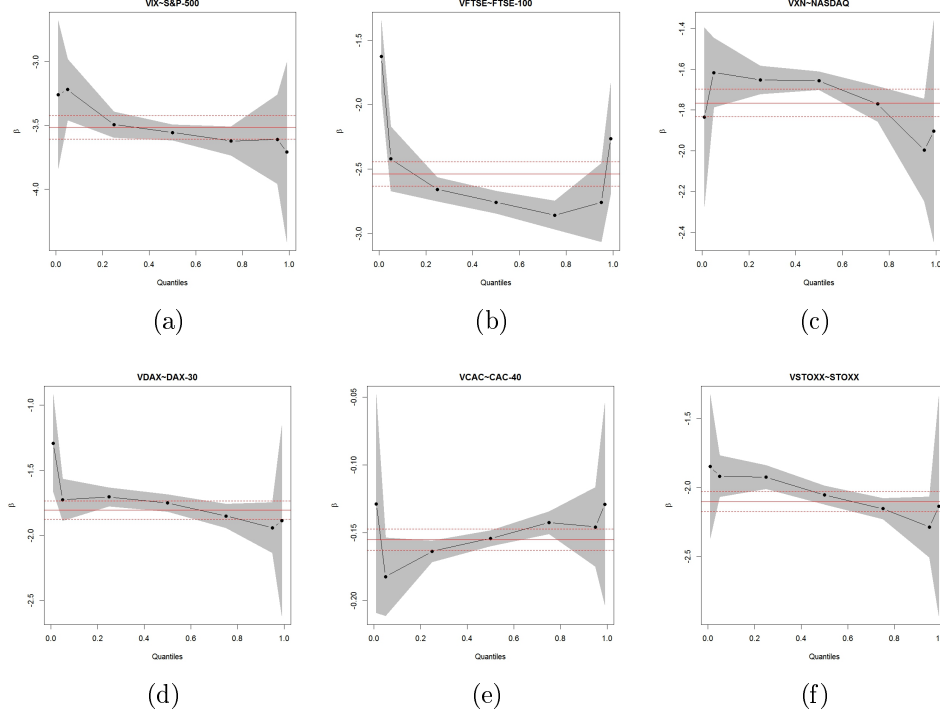 VIX~S&P-500
β
-3.0
-3.5
-4.0
0.0 0.2 0.4 0.6 0.8 1.0
Quantiles
(a)
VFTSE~FTSE-100
β
-1.5
-2.0
-2.5
-3.0
0.0 0.2 0.4 0.6 0.8 1.0
Quantiles
(b)
VXN~NASDAQ
β
-1.4
-1.6
-1.8
-2.0
-2.2
-2.4
0.0 0.2 0.4 0.6 0.8 1.0
Quantiles
(c)
VDAX~DAX-30
β
-1.0
-1.5
-2.0
-2.5
0.0 0.2 0.4 0.6 0.8 1.0
Quantiles
(d)
VCAC~CAC-40
β
-0.05
-0.10
-0.15
-0.20
0.0 0.2 0.4 0.6 0.8 1.0
Quantiles
(e)
VSTOXX~STOXX
β
-1.5
-2.0
-2.5
0.0 0.2 0.4 0.6 0.8 1.0
Quantiles
(f)